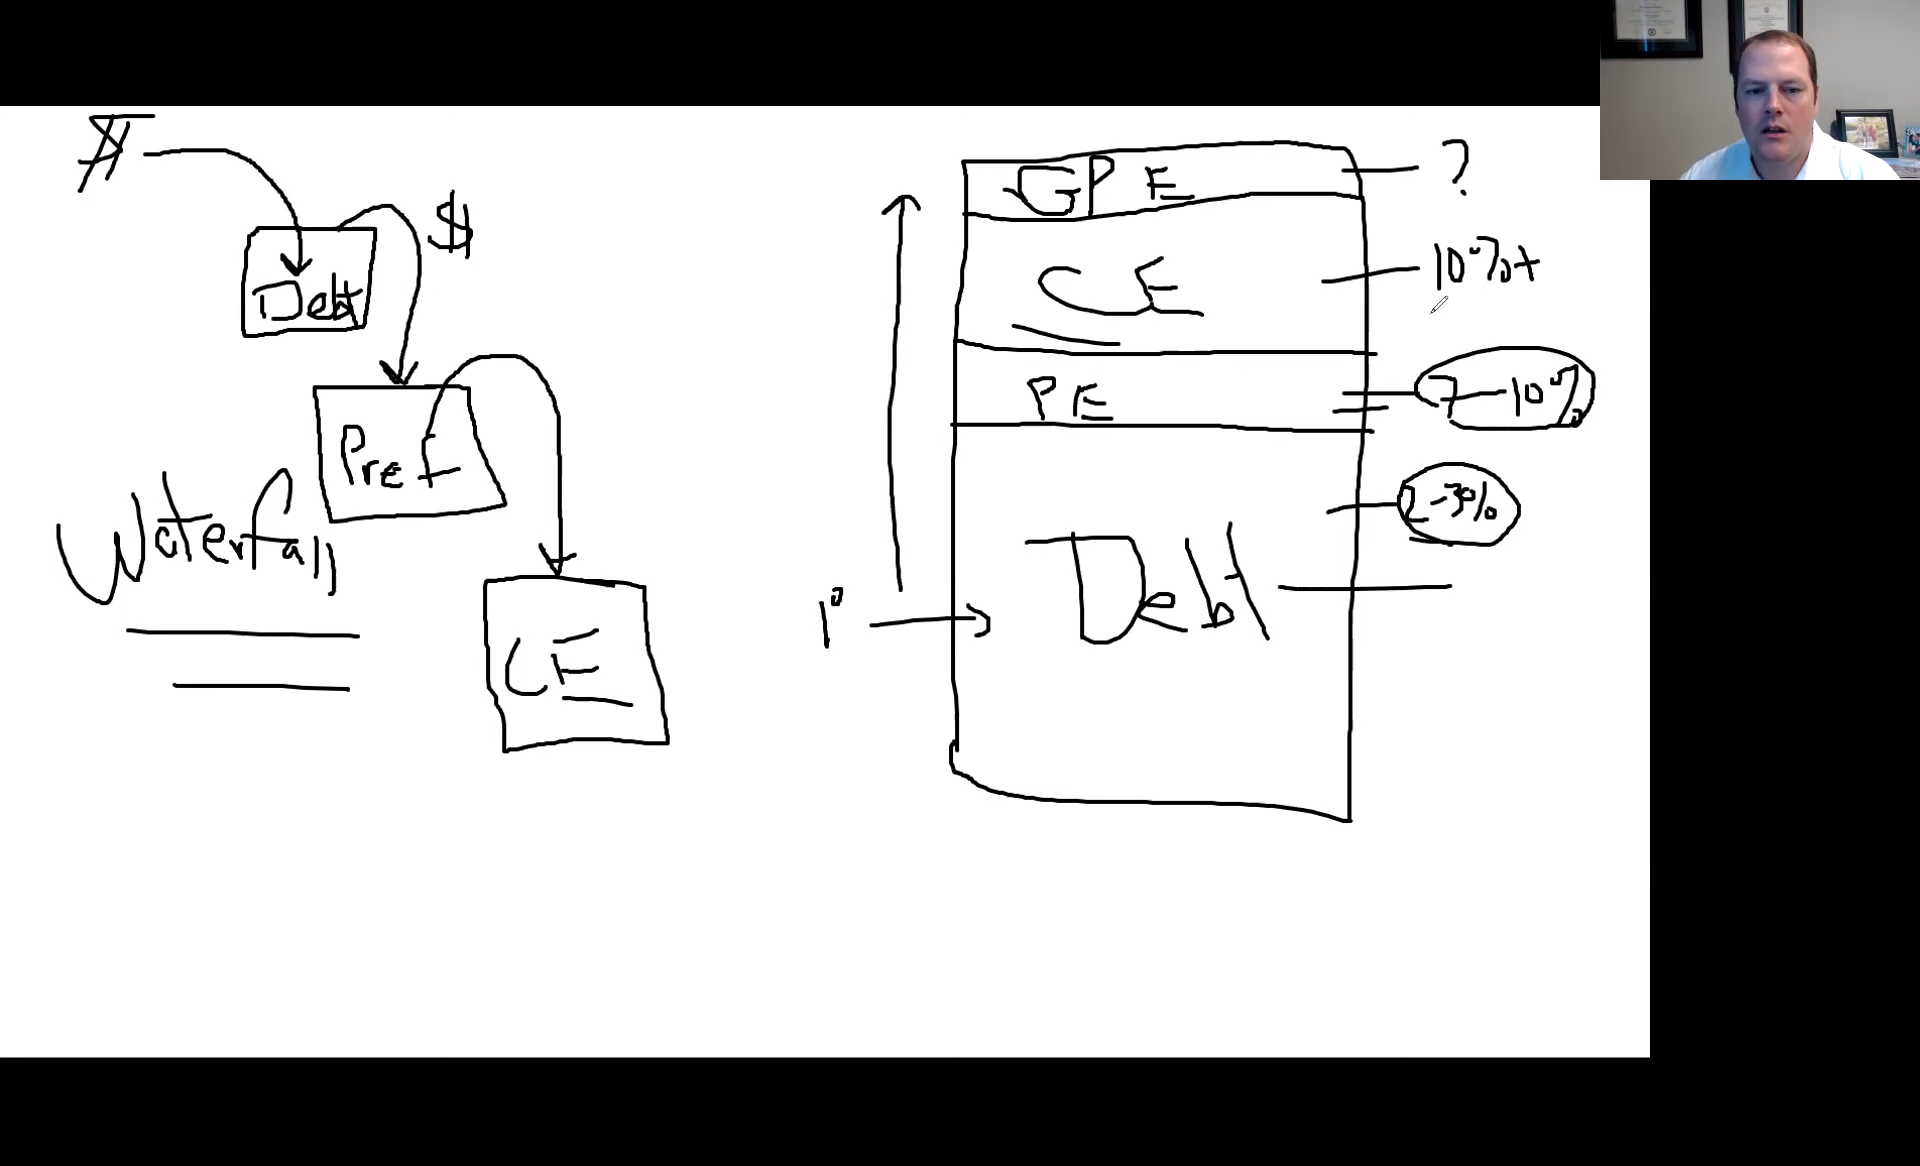 $
$
Debt
Pref
Waterfall
CE
GP E
?
CE
10%+
PE
7-10%
2-3%
Debt
1°